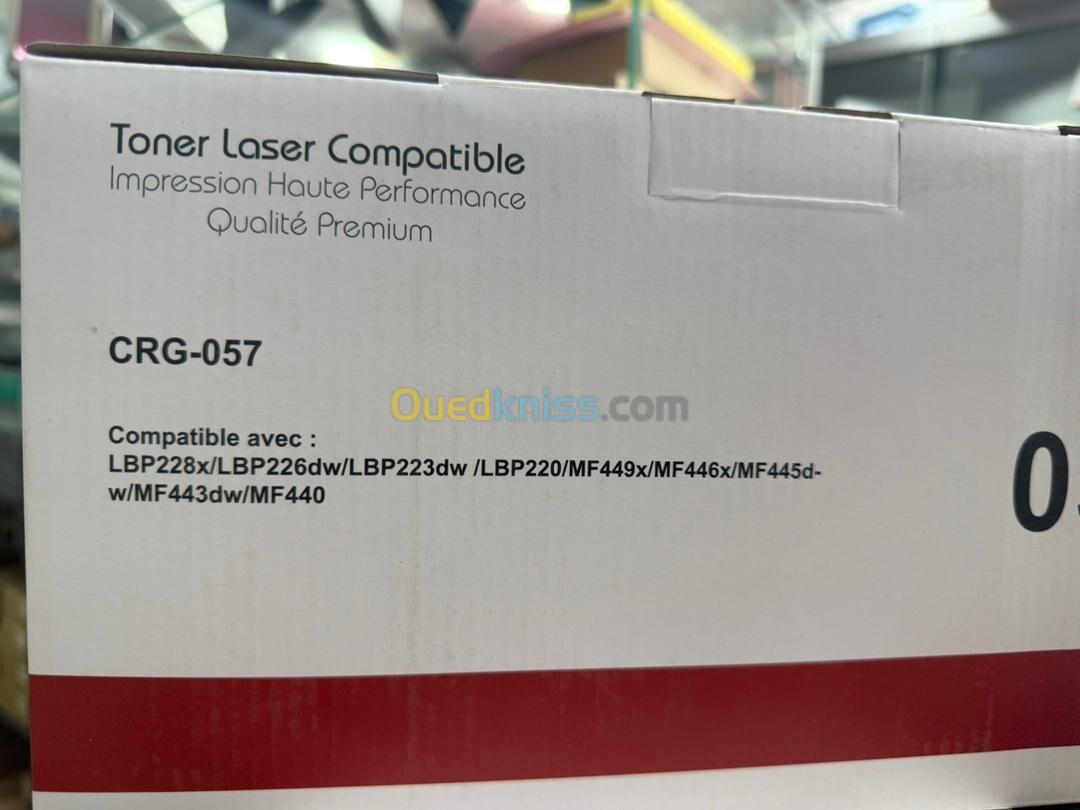 Toner Laser Compatible
Impression Haute Performance
Qualité Premium
CRG-057
Ouedkniss.com
Compatible avec :
LBP228x/LBP226dw/LBP223dw /LBP220/MF449x/MF446x/MF445d-
w/MF443dw/MF440
0